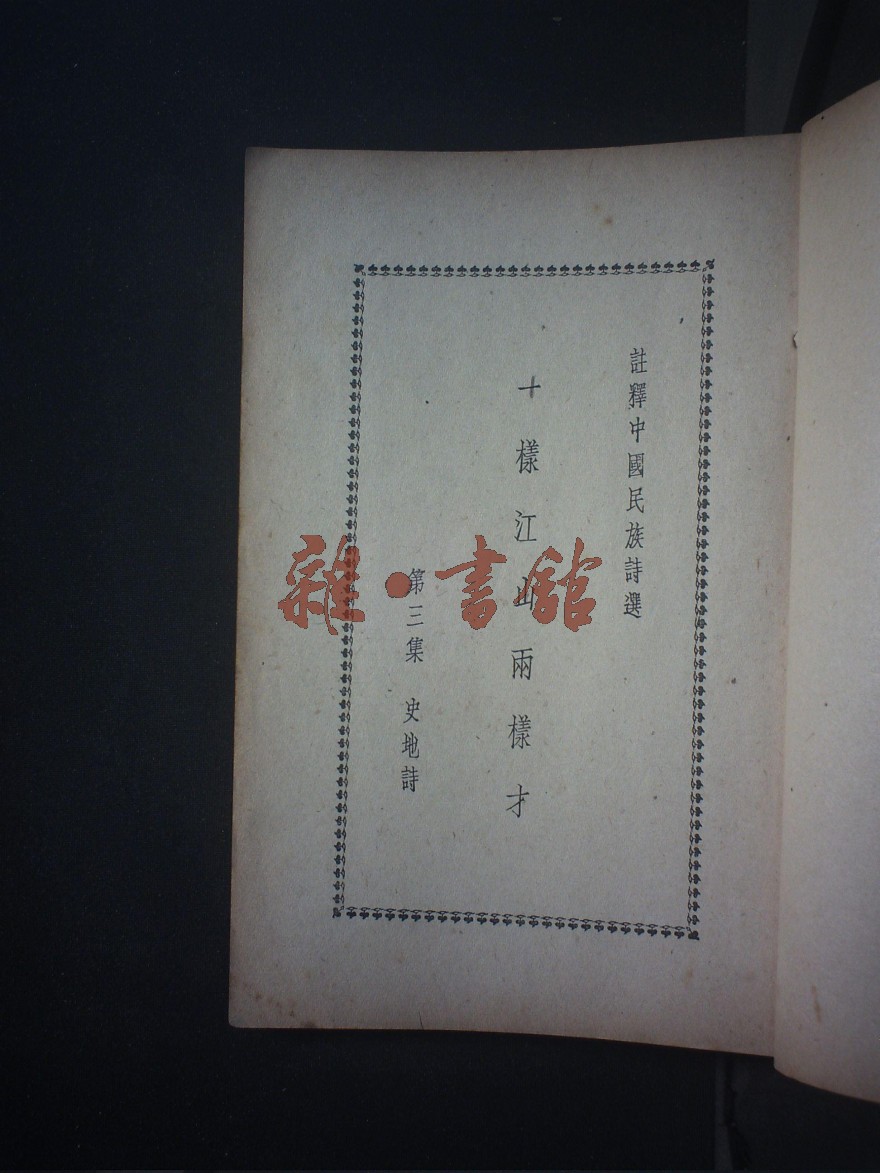 註釋中國民族詩選
十樣江山兩樣才
第三集 史地詩
雜·書館